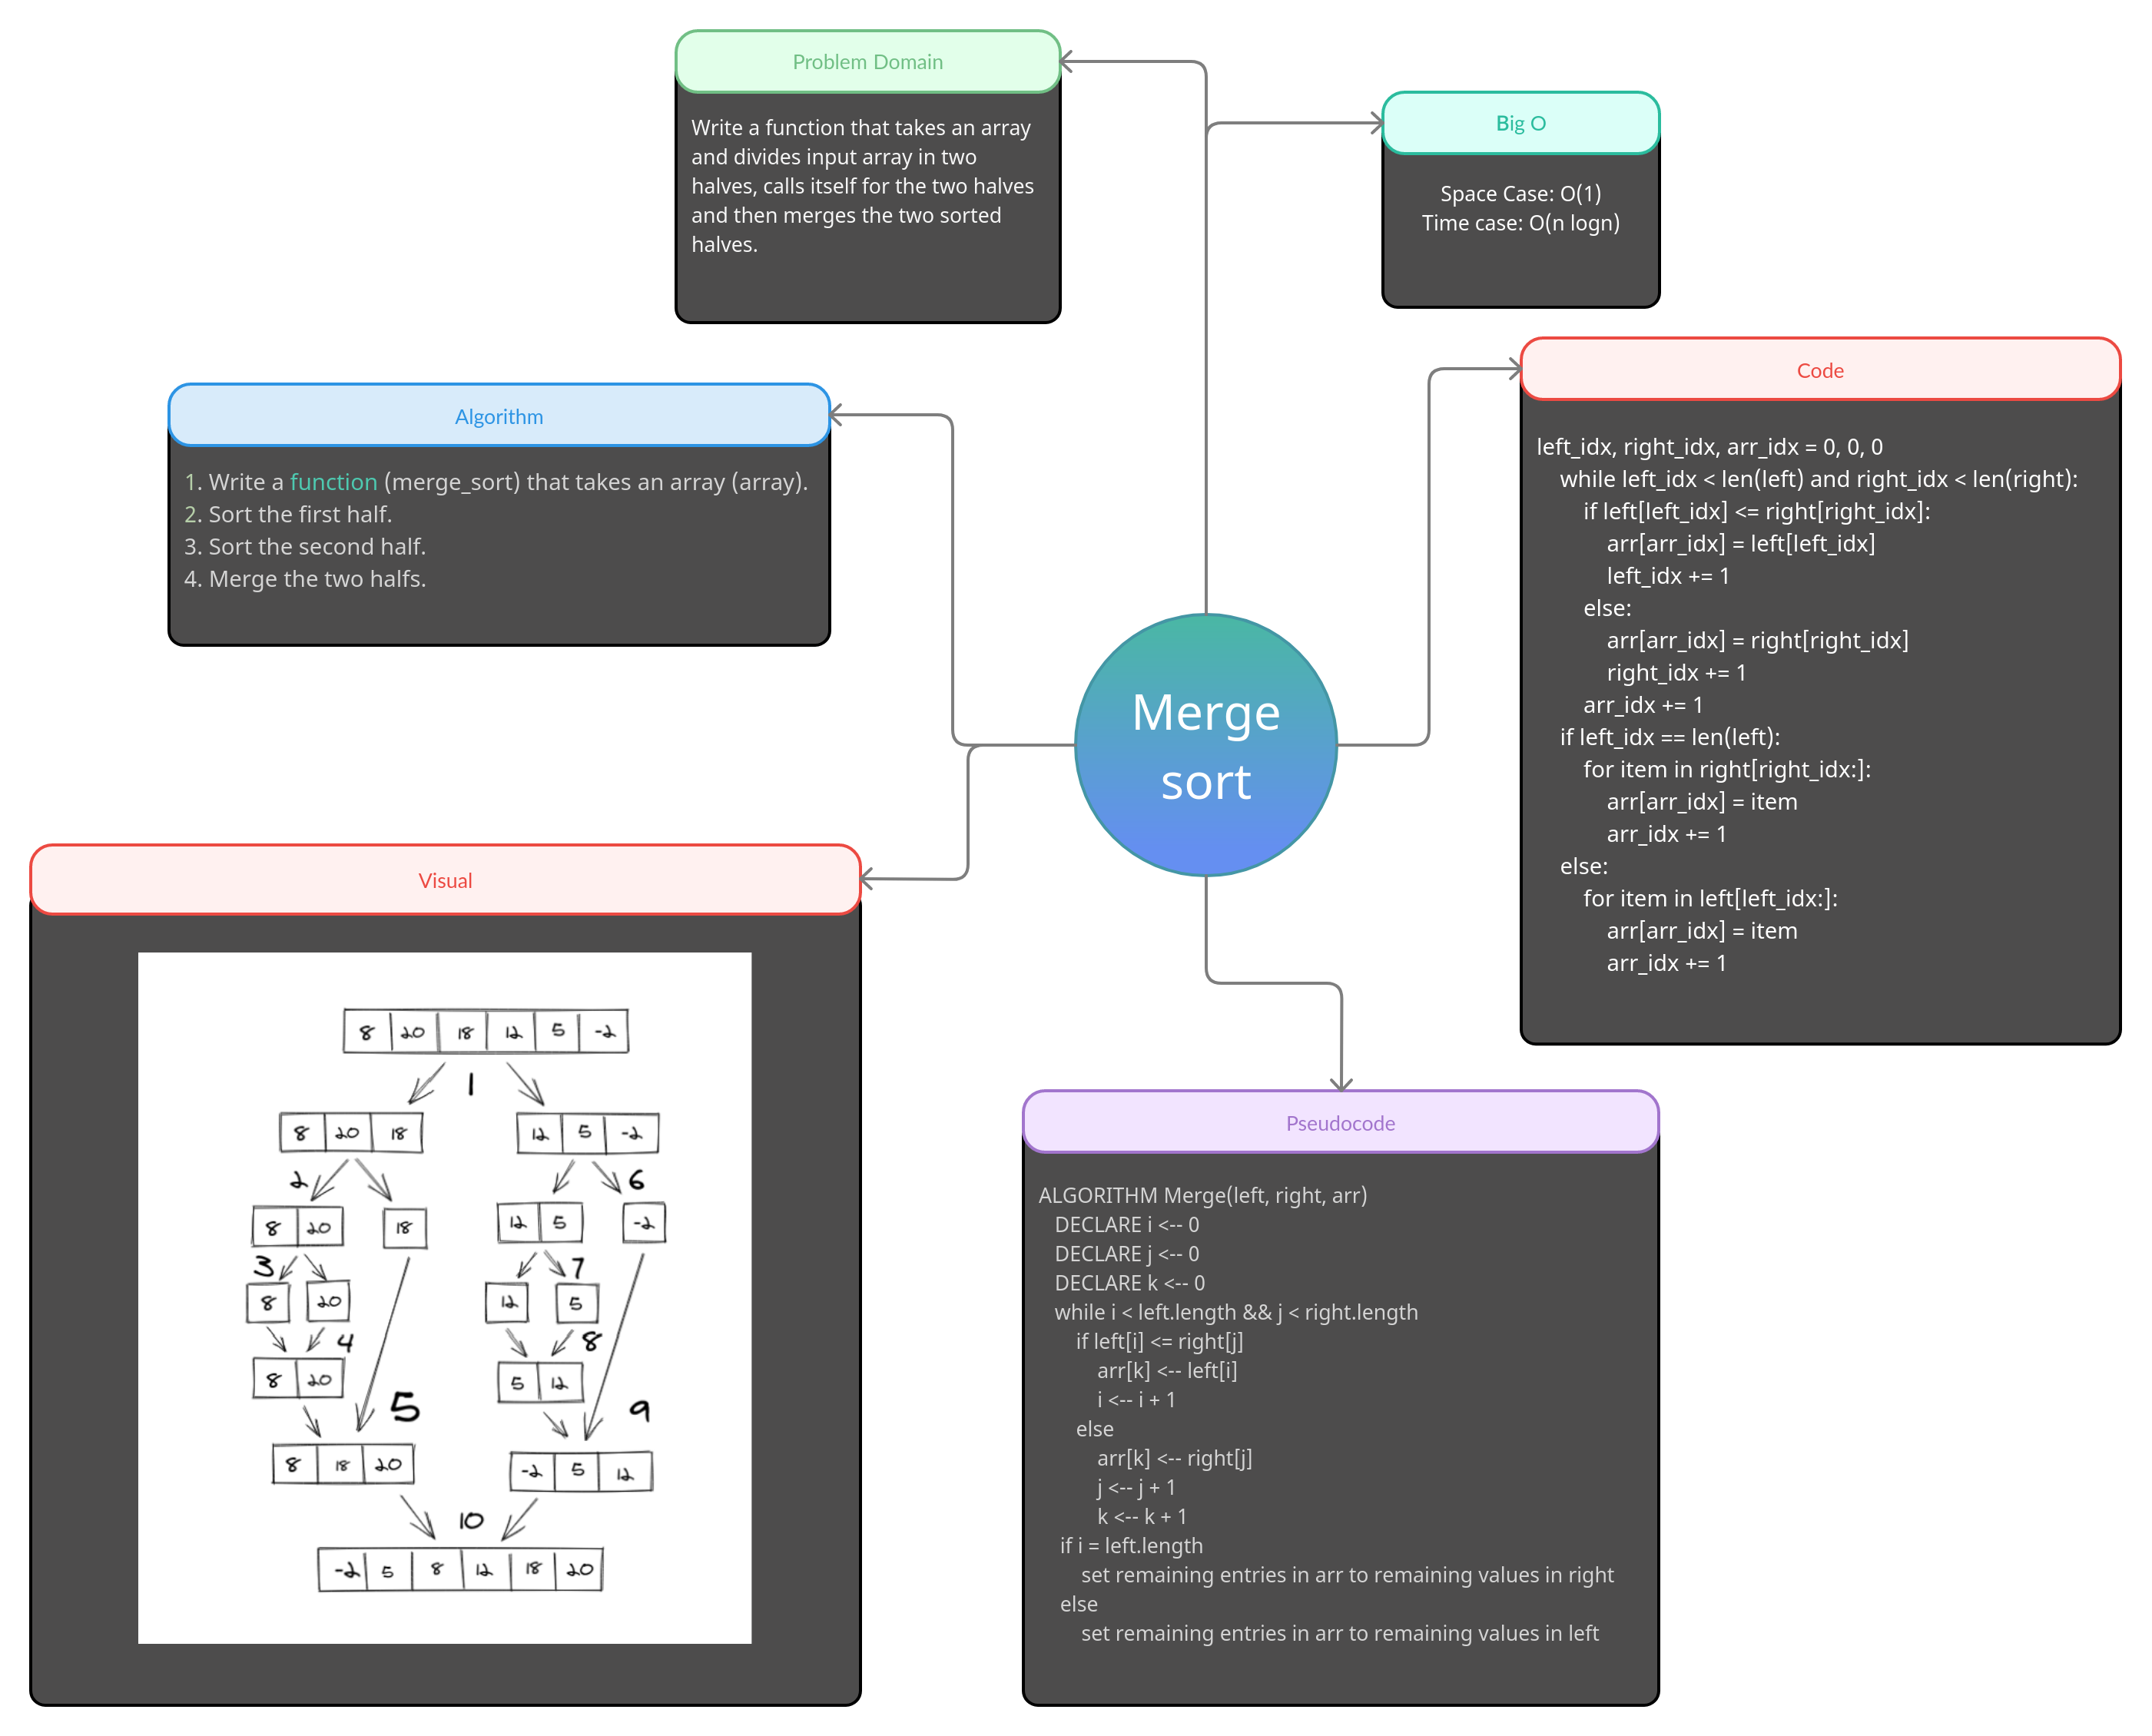 Problem Domain
Write a function that takes an array
and divides input array in two
halves, calls itself for the two halves
and then merges the two sorted
halves.
Big O
Space Case: O(1)
Time case: O(n logn)
Algorithm
1. Write a function (merge_sort) that takes an array (array).
2. Sort the first half.
3. Sort the second half.
4. Merge the two halfs.
Code
left_idx, right_idx, arr_idx = 0, 0, 0
while left_idx < len(left) and right_idx < len(right):
if left[left_idx] <= right[right_idx]:
arr[arr_idx] = left[left_idx]
left_idx += 1
else:
arr[arr_idx] = right[right_idx]
right_idx += 1
arr_idx += 1
if left_idx == len(left):
for item in right[right_idx:]:
arr[arr_idx] = item
arr_idx += 1
else:
for item in left[left_idx:]:
arr[arr_idx] = item
arr_idx += 1
Merge
sort
Visual
8 20 18 12 5 -2
1
8 20 18 12 5 -2
2 6
8 20 18 12 5 -2
3 7
8 20 12 5
4 8
8 20 5 12
5 9
8 18 20 -2 5 12
10
-2 5 8 12 18 20
Pseudocode
ALGORITHM Merge(left, right, arr)
DECLARE i <-- 0
DECLARE j <-- 0
DECLARE k <-- 0
while i < left.length && j < right.length
if left[i] <= right[j]
arr[k] <-- left[i]
i <-- i + 1
else
arr[k] <-- right[j]
j <-- j + 1
k <-- k + 1
if i = left.length
set remaining entries in arr to remaining values in right
else
set remaining entries in arr to remaining values in left